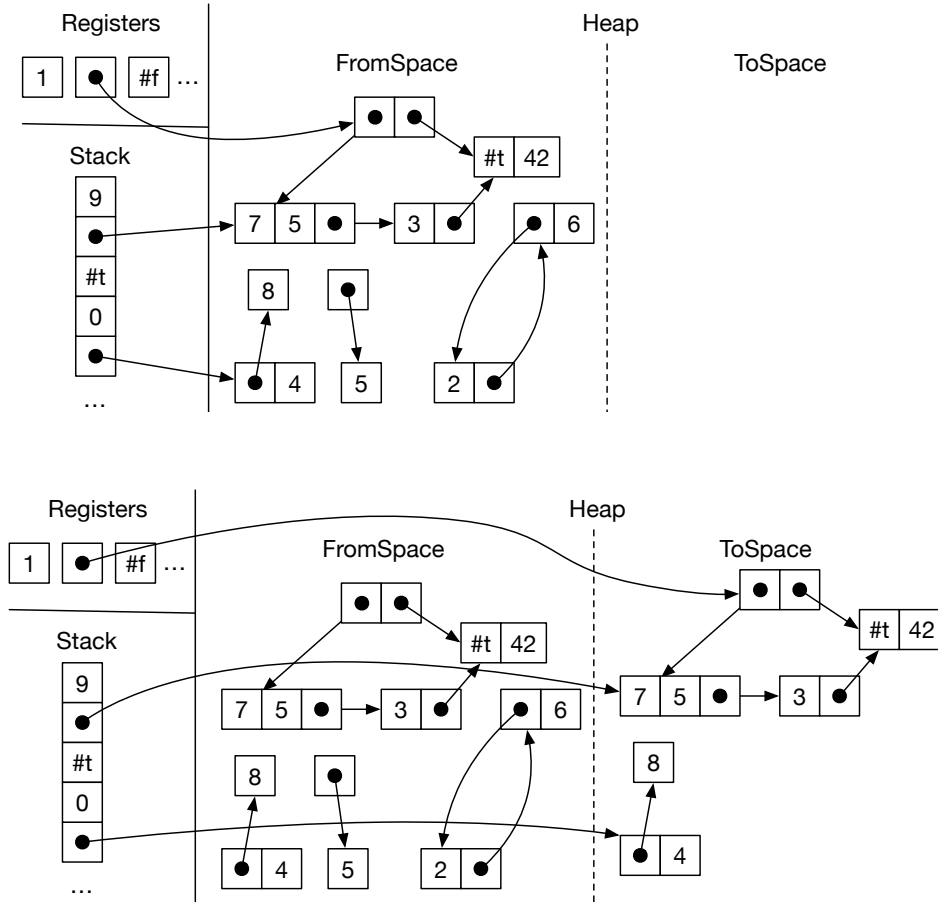 Registers
Heap
FromSpace
ToSpace
1 #f ...
#t 42
Stack
9
7 5 3 6
#t
8
0
4 5 2
...
Registers
Heap
FromSpace
ToSpace
1 #f ...
#t 42 #t 42
Stack
9
7 5 3 6 7 5 3
#t
8 8
0
4 5 2 4
...